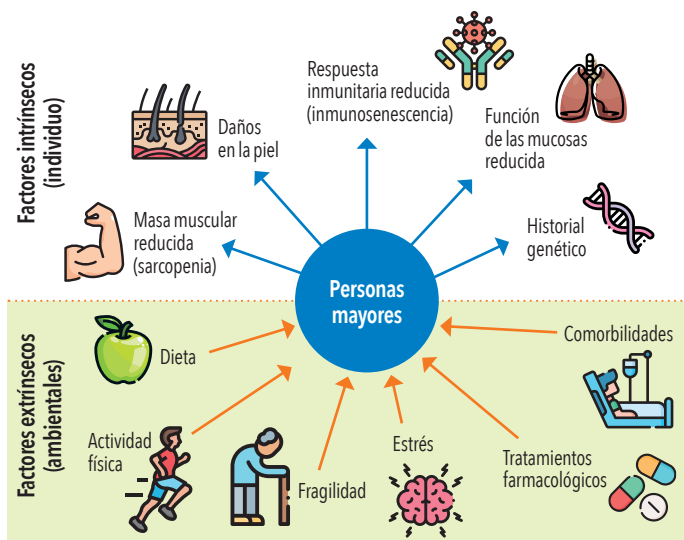 Factores intrínsecos
(individuo)
Respuesta
inmunitaria reducida
(inmunosenescencia)
Daños
en la piel
Función
de las mucosas
reducida
Masa muscular
reducida
(sarcopenia)
Historial
genético
Personas
mayores
Factores extrínsecos
(ambientales)
Dieta
Comorbilidades
Actividad
física
Fragilidad
Estrés
Tratamientos
farmacológicos